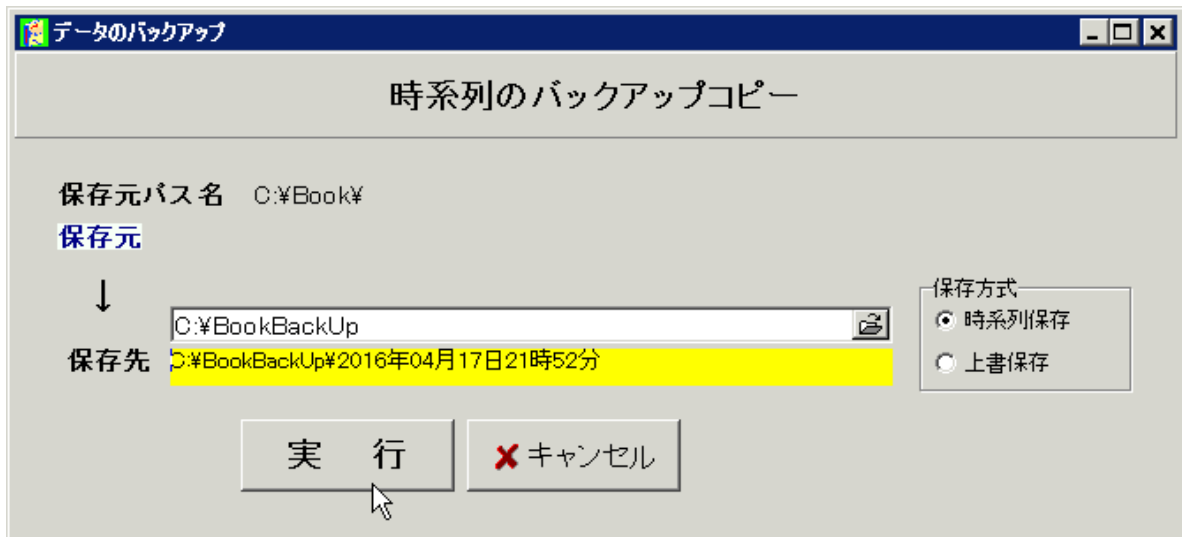 データのバックアップ
時系列のバックアップコピー
保存元パス名 C:¥Book¥
保存元
↓
保存方式
C:¥BookBackUp
時系列保存
保存先 C:¥BookBackUp¥2016年04月17日21時52分
上書保存
実 行
キャンセル